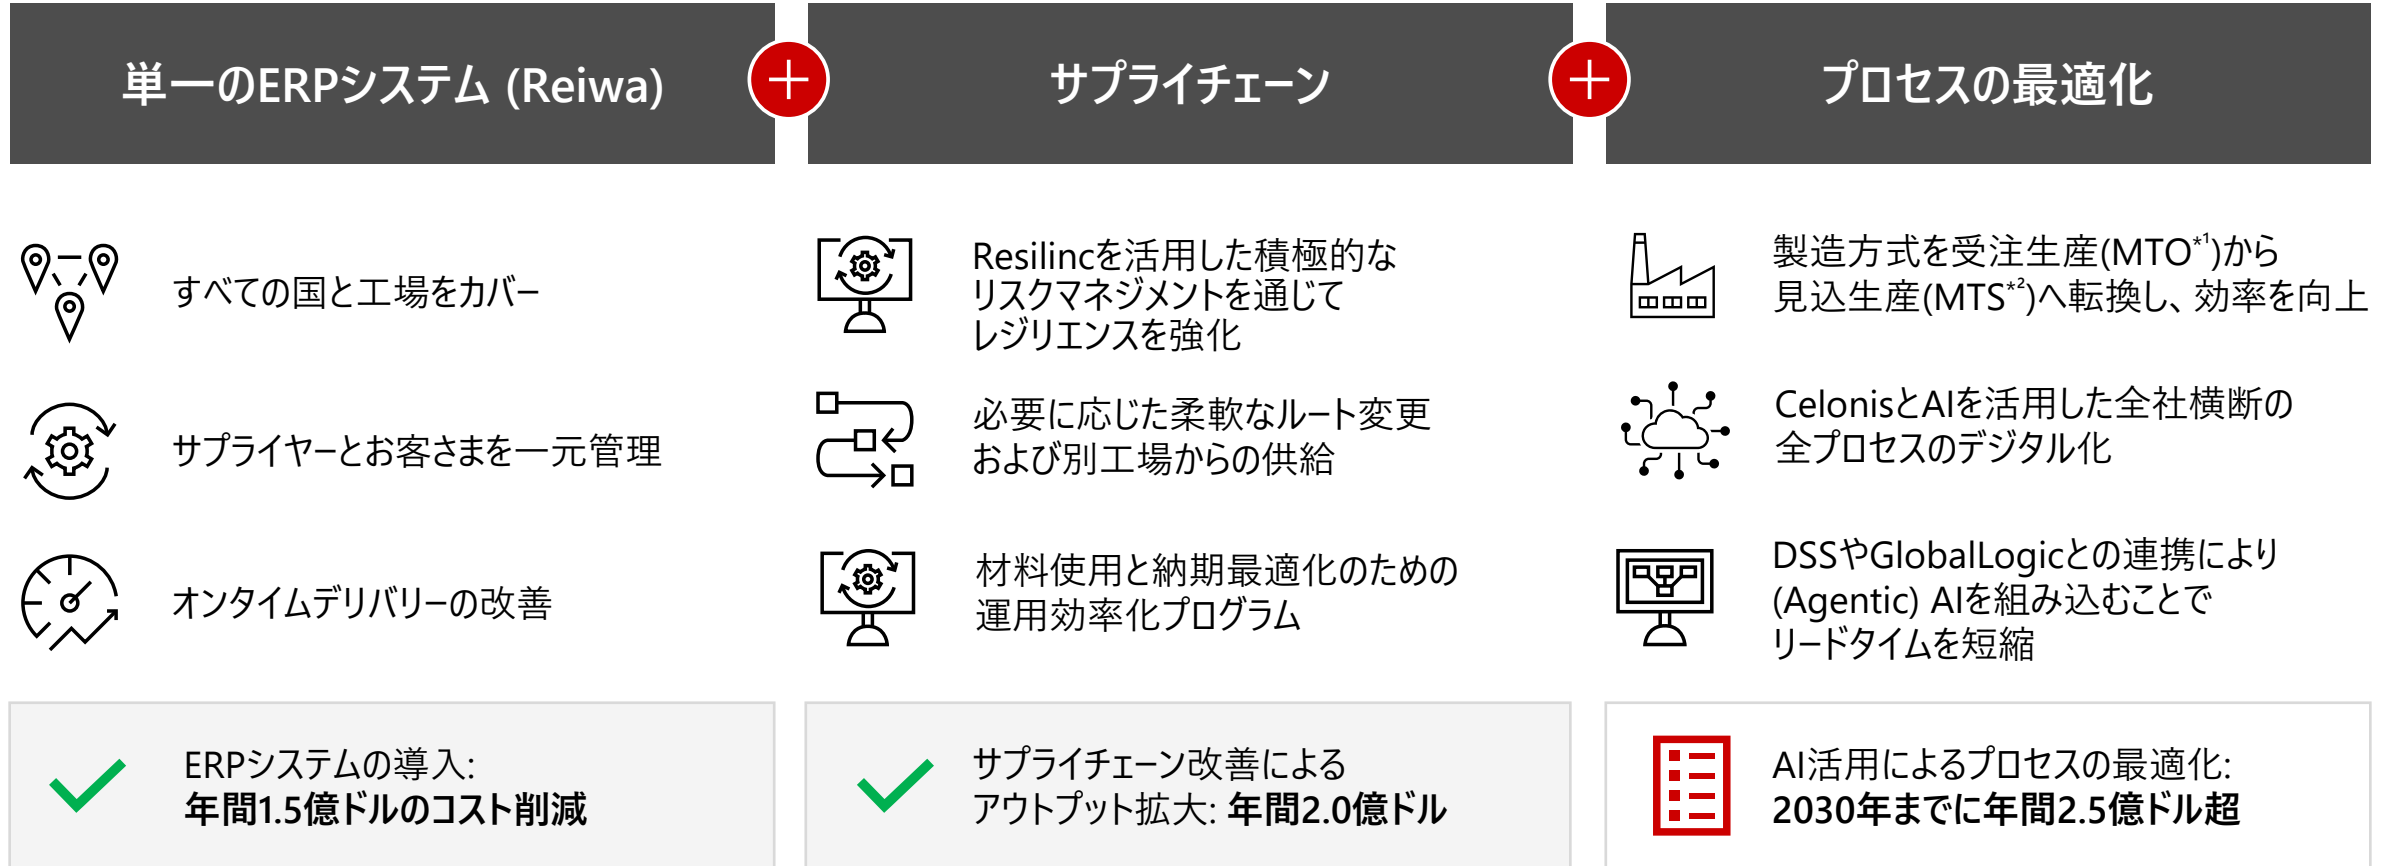 単一のERPシステム (Reiwa)
サプライチェーン
プロセスの最適化
すべての国と工場をカバー
サプライヤーとお客さまを一元管理
オンタイムデリバリーの改善
ERPシステムの導入:
年間1.5億ドルのコスト削減
Resilincを活用した積極的な
リスクマネジメントを通じて
レジリエンスを強化
必要に応じた柔軟なルート変更
および別工場からの供給
材料使用と納期最適化のための
運用効率化プログラム
サプライチェーン改善による
アウトプット拡大: 年間2.0億ドル
製造方式を受注生産(MTO*1)から
見込生産(MTS*2)へ転換し、効率を向上
CelonisとAIを活用した全社横断の
全プロセスのデジタル化
DSSやGlobalLogicとの連携により
(Agentic) AIを組み込むことで
リードタイムを短縮
AI活用によるプロセスの最適化:
2030年までに年間2.5億ドル超